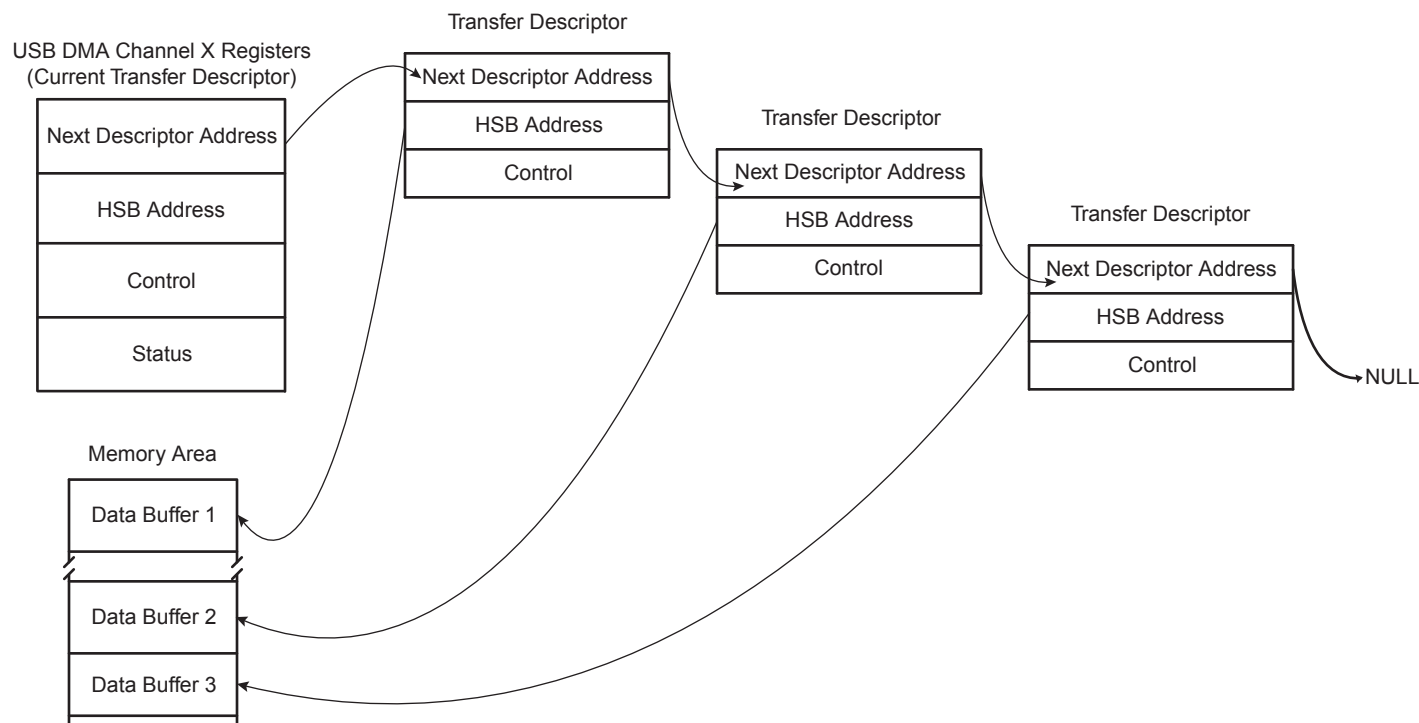 Transfer Descriptor
USB DMA Channel X Registers
(Current Transfer Descriptor)
Next Descriptor Address
HSB Address
Control
Status
Next Descriptor Address
HSB Address
Control
Transfer Descriptor
Next Descriptor Address
HSB Address
Control
Transfer Descriptor
Next Descriptor Address
HSB Address
Control
NULL
Memory Area
Data Buffer 1
Data Buffer 2
Data Buffer 3